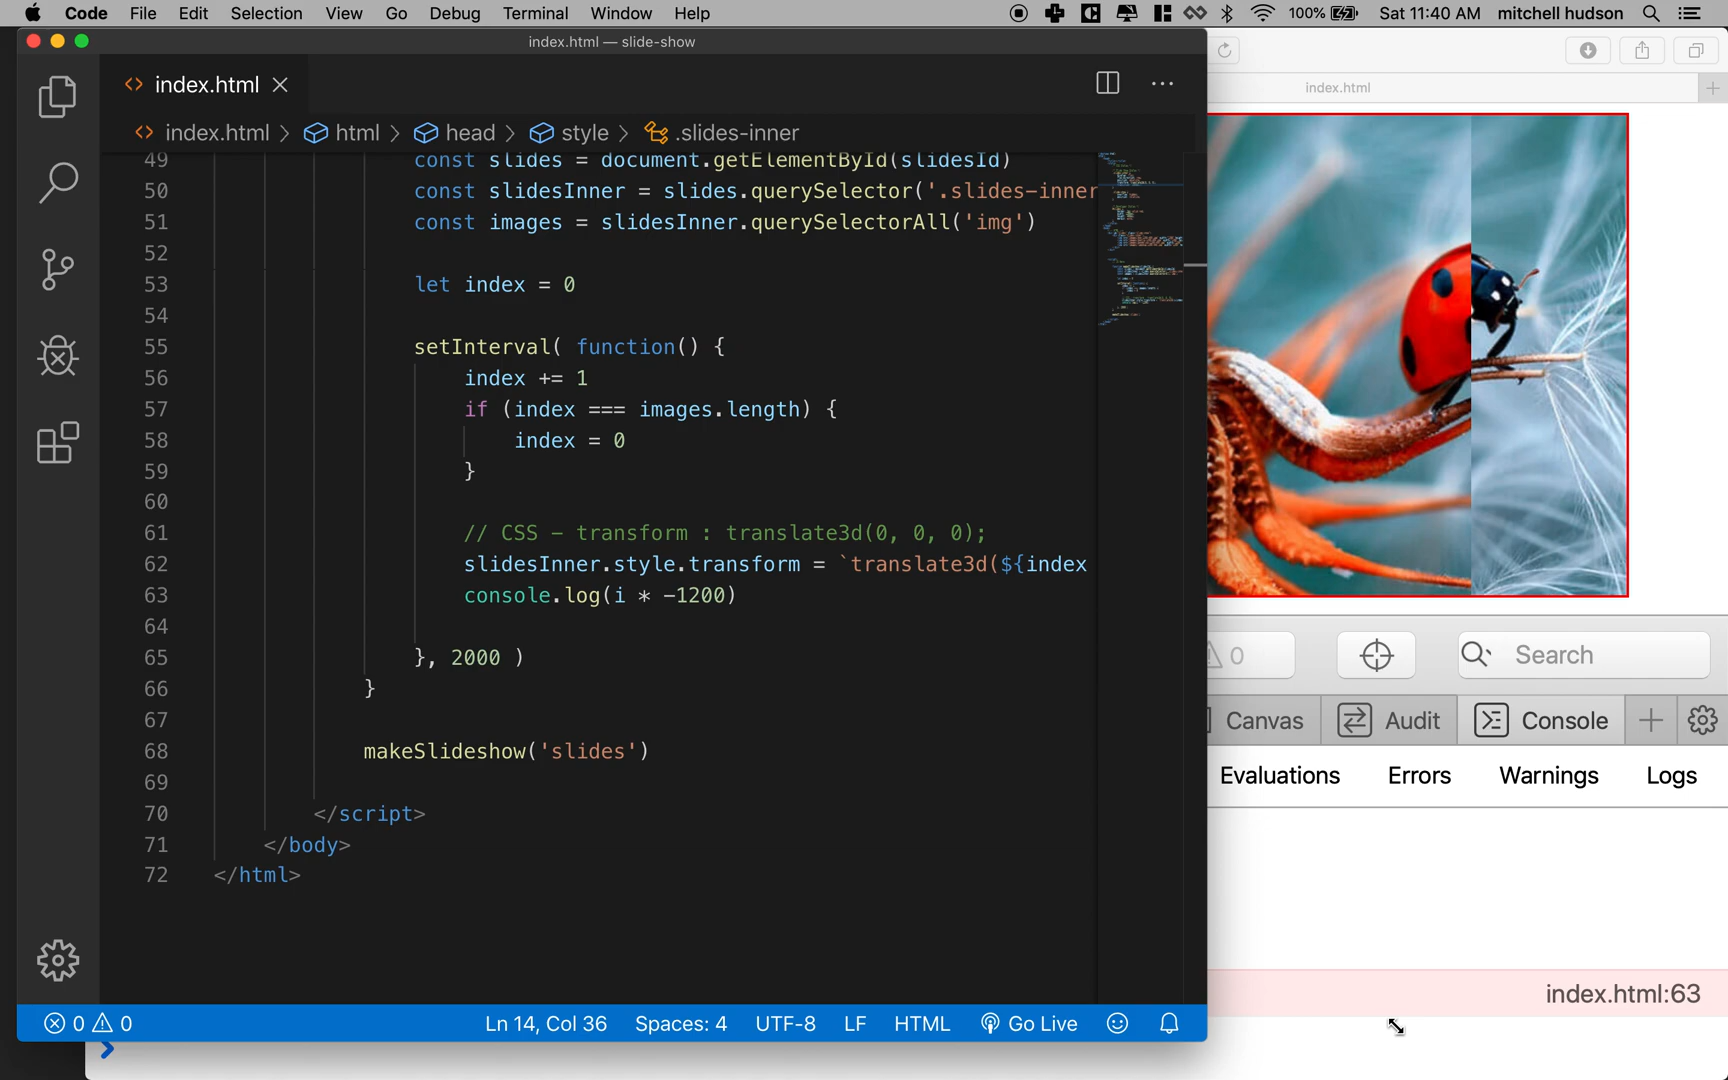 Code File Edit Selection View Go Debug Terminal Window Help 100% Sat 11:40 AM mitchell hudson
index.html — slide-show
index.html
index.html
index.html > html > head > style > .slides-inner
49 const slides = document.getElementById(slidesId)
50 const slidesInner = slides.querySelector('.slides-inner
51 const images = slidesInner.querySelectorAll('img')
52
53 let index = 0
54
55 setInterval( function() {
56 index += 1
57 if (index === images.length) {
58 index = 0
59 }
60
61 // CSS – transform : translate3d(0, 0, 0);
62 slidesInner.style.transform = `translate3d(${index
63 console.log(i * -1200)
64
65 }, 2000 )
66 }
67
68 makeSlideshow('slides')
69
70 </script>
71 </body>
72 </html>
0
Search
Canvas Audit Console
Evaluations Errors Warnings Logs
index.html:63
0 0 Ln 14, Col 36 Spaces: 4 UTF-8 LF HTML Go Live